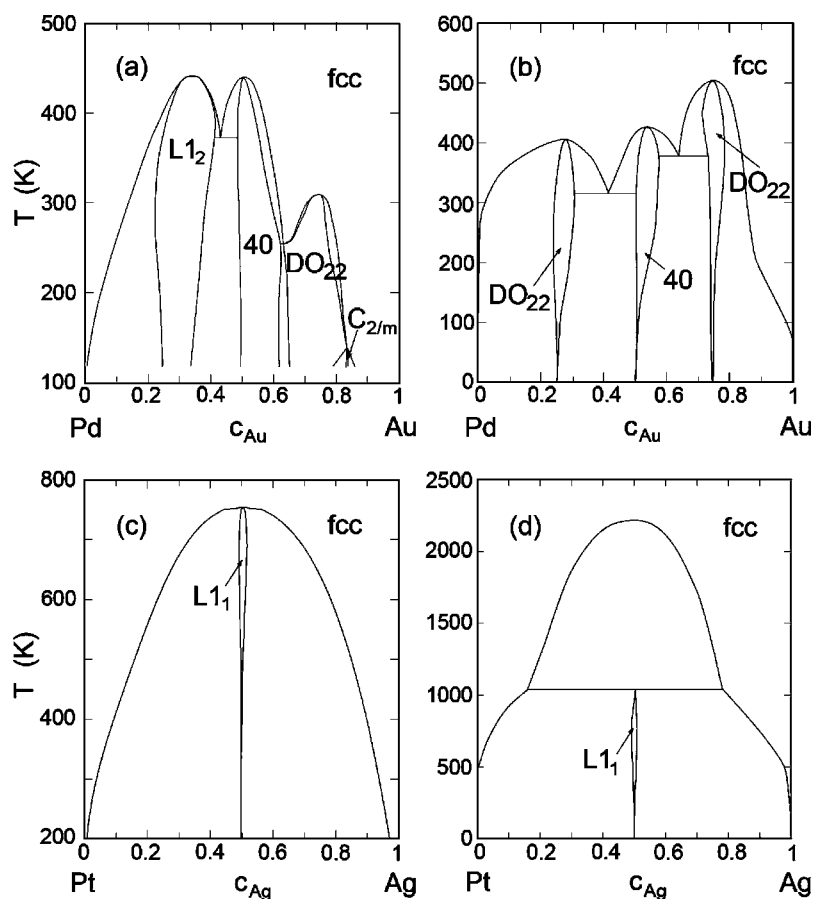 500
400
300
200
100
T (K)
(a)
fcc
L1₂
40
DO₂₂
C₂/ₘ
0 0.2 0.4 0.6 0.8 1
Pd c_Au Au
600
500
400
300
200
100
0
(b)
fcc
DO₂₂
DO₂₂
40
0 0.2 0.4 0.6 0.8 1
Pd c_Au Au
800
600
400
200
T (K)
(c)
fcc
L1₁
0 0.2 0.4 0.6 0.8 1
Pt c_Ag Ag
2500
2000
1500
1000
500
0
(d)
fcc
L1₁
0 0.2 0.4 0.6 0.8 1
Pt c_Ag Ag